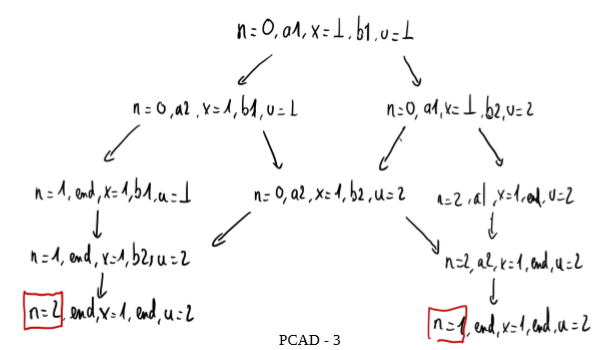 n=0, a1, x=⊥, b1, u=⊥
n=0, a2, x=1, b1, u=⊥ n=0, a1, x=⊥, b2, u=2
n=1, end, x=1, b1, u=⊥ n=0, a2, x=1, b2, u=2 n=2, a1, x=1, end, u=2
n=1, end, x=1, b2, u=2 n=2, a2, x=1, end, u=2
n=2, end, x=1, end, u=2 n=1, end, x=1, end, u=2
PCAD - 3